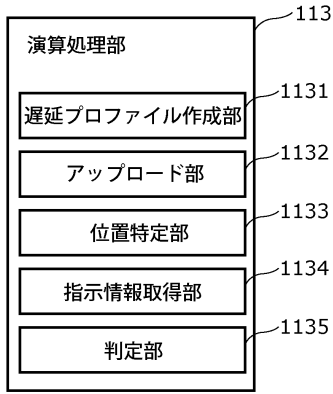 113
演算処理部
1131
遅延プロファイル作成部
1132
アップロード部
1133
位置特定部
1134
指示情報取得部
1135
判定部